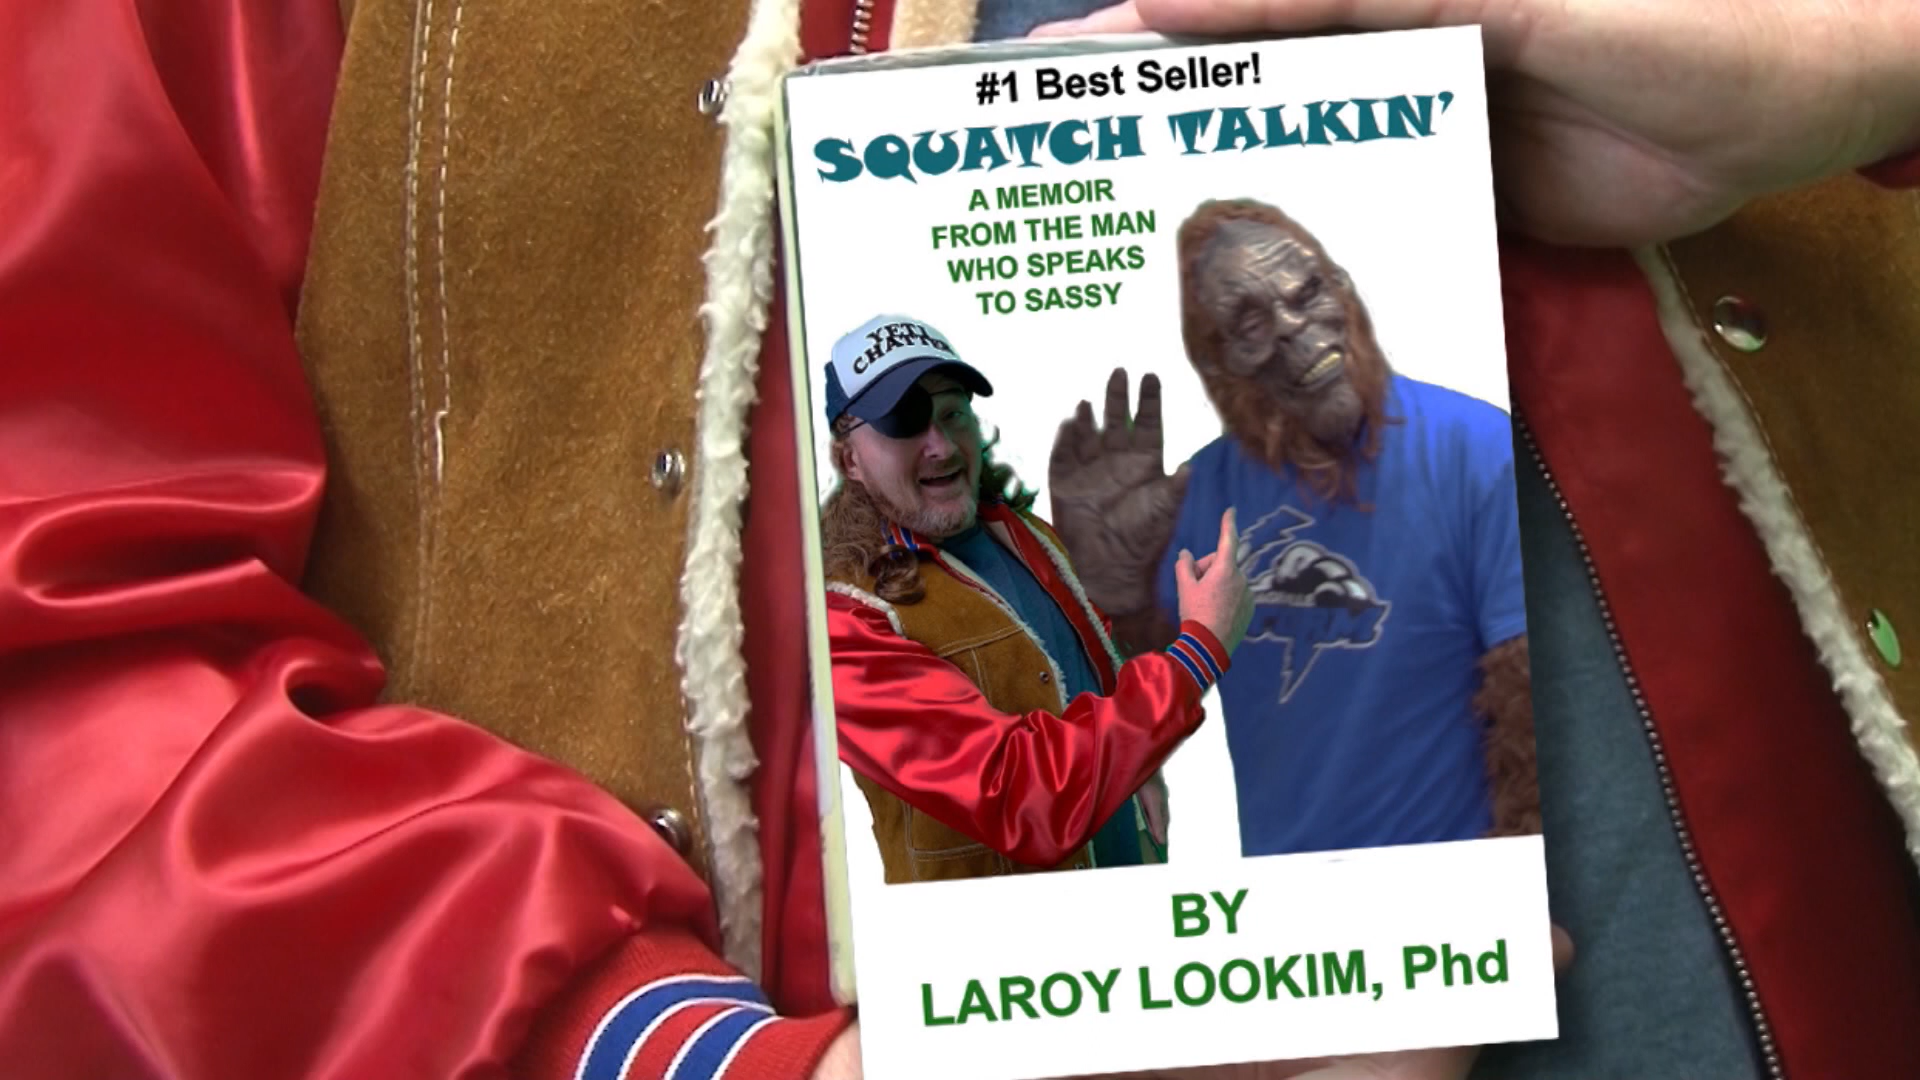 #1 Best Seller!
SQUATCH TALKIN'
A MEMOIR
FROM THE MAN
WHO SPEAKS
TO SASSY
YETI
BY
LAROY LOOKIM, Phd